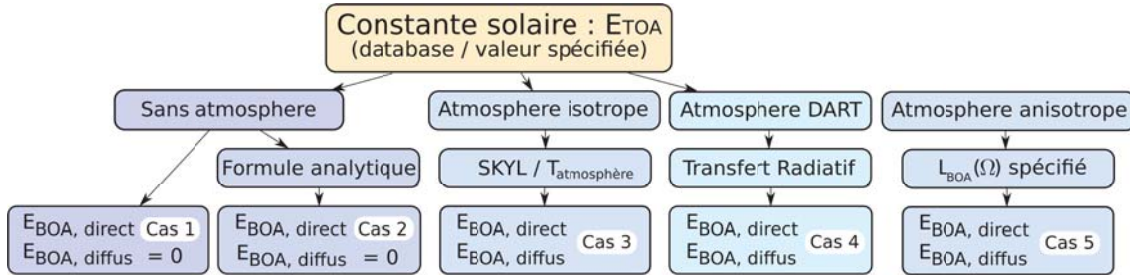 Constante solaire : ETOA
(database / valeur spécifiée)
Sans atmosphere
Atmosphere isotrope
Atmosphere DART
Atmosphere anisotrope
Formule analytique
SKYL / Tatmosphère
Transfert Radiatif
LBOA(Ω) spécifié
EBOA, direct Cas 1
EBOA, diffus = 0
EBOA, direct Cas 2
EBOA, diffus = 0
EBOA, direct
EBOA, diffus
Cas 3
EBOA, direct
EBOA, diffus
Cas 4
EBOA, direct
EBOA, diffus
Cas 5